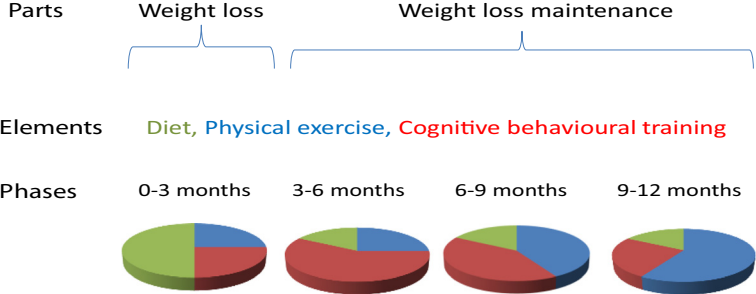 Parts Weight loss Weight loss maintenance
Elements Diet, Physical exercise, Cognitive behavioural training
Phases 0-3 months 3-6 months 6-9 months 9-12 months